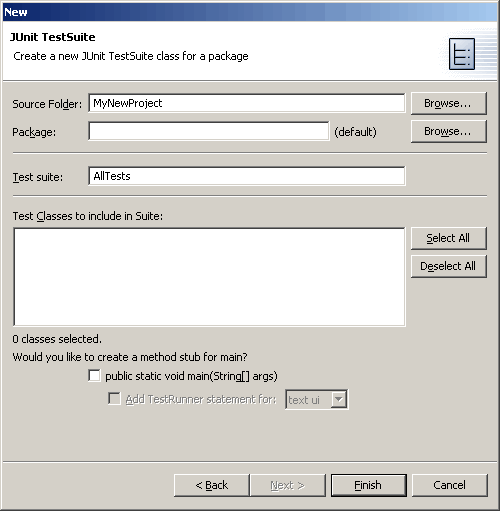 New
JUnit TestSuite
Create a new JUnit TestSuite class for a package
Source Folder: MyNewProject Browse...
Package: (default) Browse...
Test suite: AllTests
Test Classes to include in Suite:
Select All
Deselect All
0 classes selected.
Would you like to create a method stub for main?
public static void main(String[] args)
Add TestRunner statement for: text ui
< Back Next > Finish Cancel